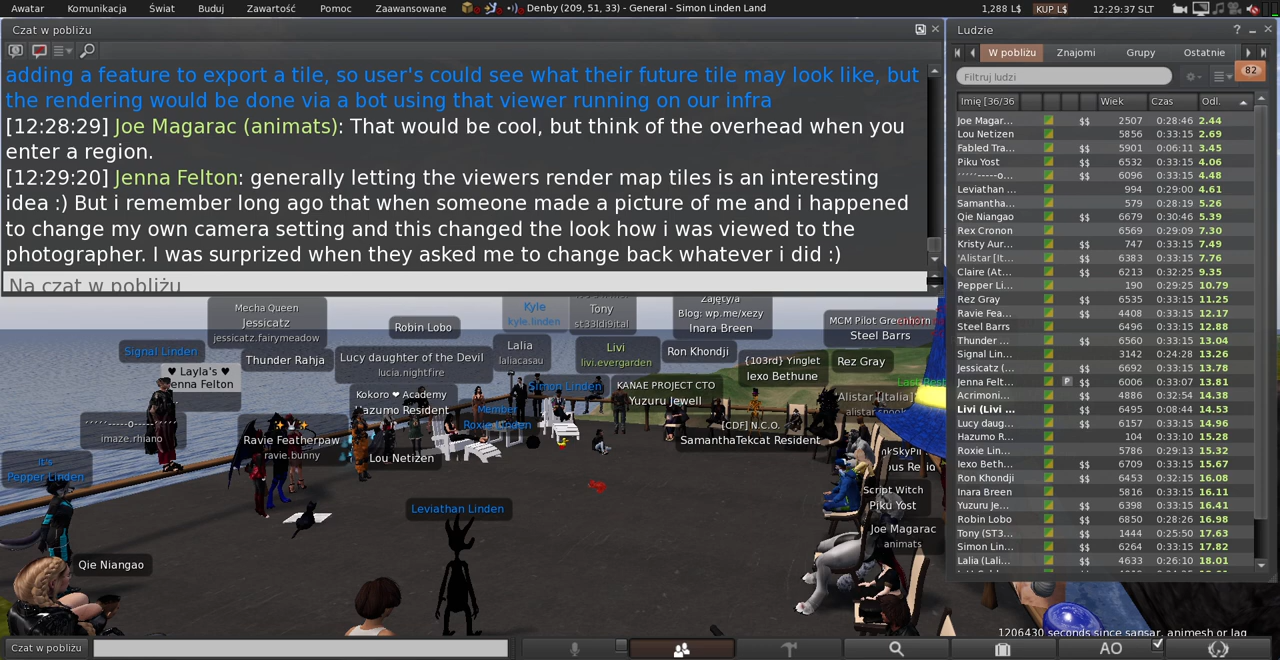 Awatar Komunikacja Świat Buduj Zawartość Pomoc Zaawansowane Denby (209, 51, 33) - General - Simon Linden Land 1,288 L$ KUP L$ 12:29:37 SLT
Czat w pobliżu
adding a feature to export a tile, so user's could see what their future tile may look like, but
the rendering would be done via a bot using that viewer running on our infra
[12:28:29] Joe Magarac (animats): That would be cool, but think of the overhead when you
enter a region.
[12:29:20] Jenna Felton: generally letting the viewers render map tiles is an interesting
idea :) But i remember long ago that when someone made a picture of me and i happened
to change my own camera setting and this changed the look how i was viewed to the
photographer. I was surprized when they asked me to change back whatever i did :)
Na czat w pobliżu
Mecha Queen
Jessicatz
jessicatz.fairymeadow
Robin Lobo
Kyle
kyle.linden
Tony
st33ldi9ital
Zajęty/a
Blog: wp.me/xezy
Inara Breen
MCM Pilot Greenhorn
Steel Barrs
Signal Linden
Thunder Rahja
Lucy daughter of the Devil
lucia.nightfire
Lalia
laliacasau
Livi
livi.evergarden
Ron Khondji
{103rd} Yinglet
Iexo Bethune
Rez Gray
♥ Layla's ♥
Jenna Felton
Kokoro ♥ Academy
Hazumo Resident
Simon Linden
Member
Roxie Linden
KANAE PROJECT CTO
Yuzuru Jewell
Alistar [Italia]
[CDF] N.C.O.
SamanthaTekcat Resident
imaze.rhiano
Ravie Featherpaw
ravie.bunny
Lou Netizen
it's
Pepper Linden
Leviathan Linden
Script Witch
Piku Yost
Joe Magarac
animats
Qie Niangao
1206430 seconds since sansar, animesh or lag
Czat w pobliżu
AO
Ludzie
W pobliżu Znajomi Grupy Ostatnie
Filtruj ludzi
82
Imię [36/36 Wiek Czas Odl.
Joe Magar... $$ 2507 0:28:46 2.44
Lou Netizen 5856 0:33:15 2.69
Fabled Tra... $$ 5901 0:06:11 3.45
Piku Yost $$ 6532 0:33:15 4.06
´´´´´-----o... $$ 6096 0:33:15 4.48
Leviathan ... 994 0:29:00 4.61
Samantha... 579 0:28:19 5.26
Qie Niangao $$ 6679 0:30:46 5.39
Rex Cronon 6569 0:29:09 7.30
Kristy Aur... $$ 747 0:33:15 7.49
'Alistar [It... $$ 6383 0:33:15 7.76
Claire (At... $$ 6213 0:32:25 9.35
Pepper Li... 190 0:29:25 10.79
Rez Gray $$ 6535 0:33:15 11.25
Ravie Fea... $$ 4408 0:33:15 12.17
Steel Barrs 6496 0:33:15 12.88
Thunder ... $$ 6560 0:33:15 13.04
Signal Lin... 3142 0:24:28 13.26
Jessicatz (... $$ 6692 0:33:15 13.78
Jenna Felt... P $$ 6006 0:33:07 13.81
Acrimoni... $$ 4886 0:32:54 14.38
Livi (Livi ... $$ 6495 0:08:44 14.53
Lucy daug... $$ 6157 0:33:15 14.96
Hazumo R... 104 0:33:10 15.28
Roxie Lin... 5786 0:29:13 15.32
Iexo Beth... $$ 6709 0:33:15 15.67
Ron Khondji $$ 6453 0:32:15 16.08
Inara Breen 5816 0:33:15 16.11
Yuzuru Je... $$ 6398 0:33:15 16.41
Robin Lobo $$ 6850 0:28:26 16.98
Tony (ST3... $$ 1444 0:25:50 17.63
Simon Lin... $$ 6264 0:33:15 17.82
Lalia (Lali... $$ 4633 0:26:10 18.01